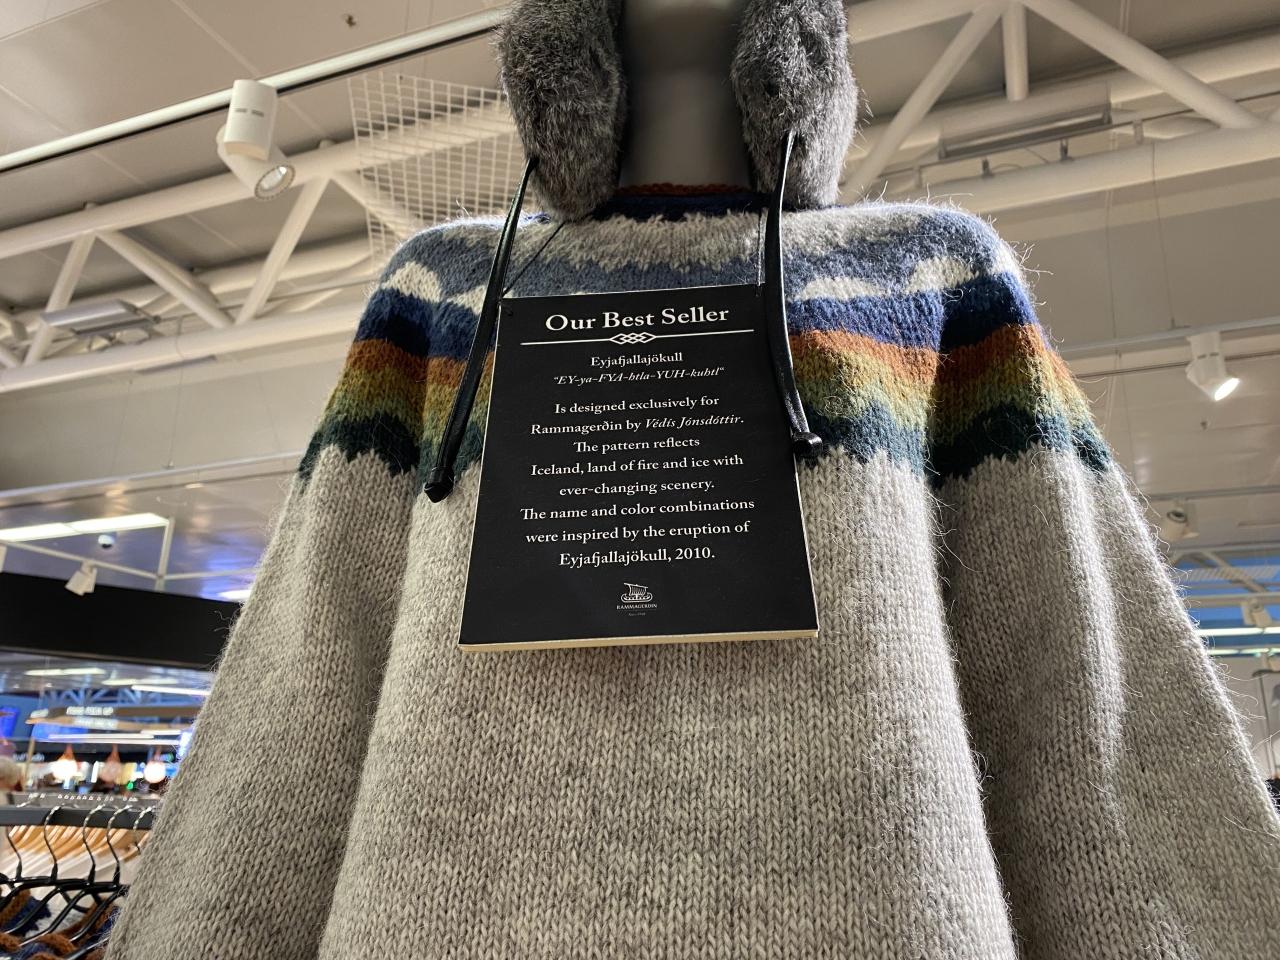 Our Best Seller
Eyjafjallajökull
"EY-ya-FYA-htla-YUH-kuhtl"
Is designed exclusively for
Rammagerðin by Védís Jónsdóttir.
The pattern reflects
Iceland, land of fire and ice with
ever-changing scenery.
The name and color combinations
were inspired by the eruption of
Eyjafjallajökull, 2010.
RAMMAGERÐIN